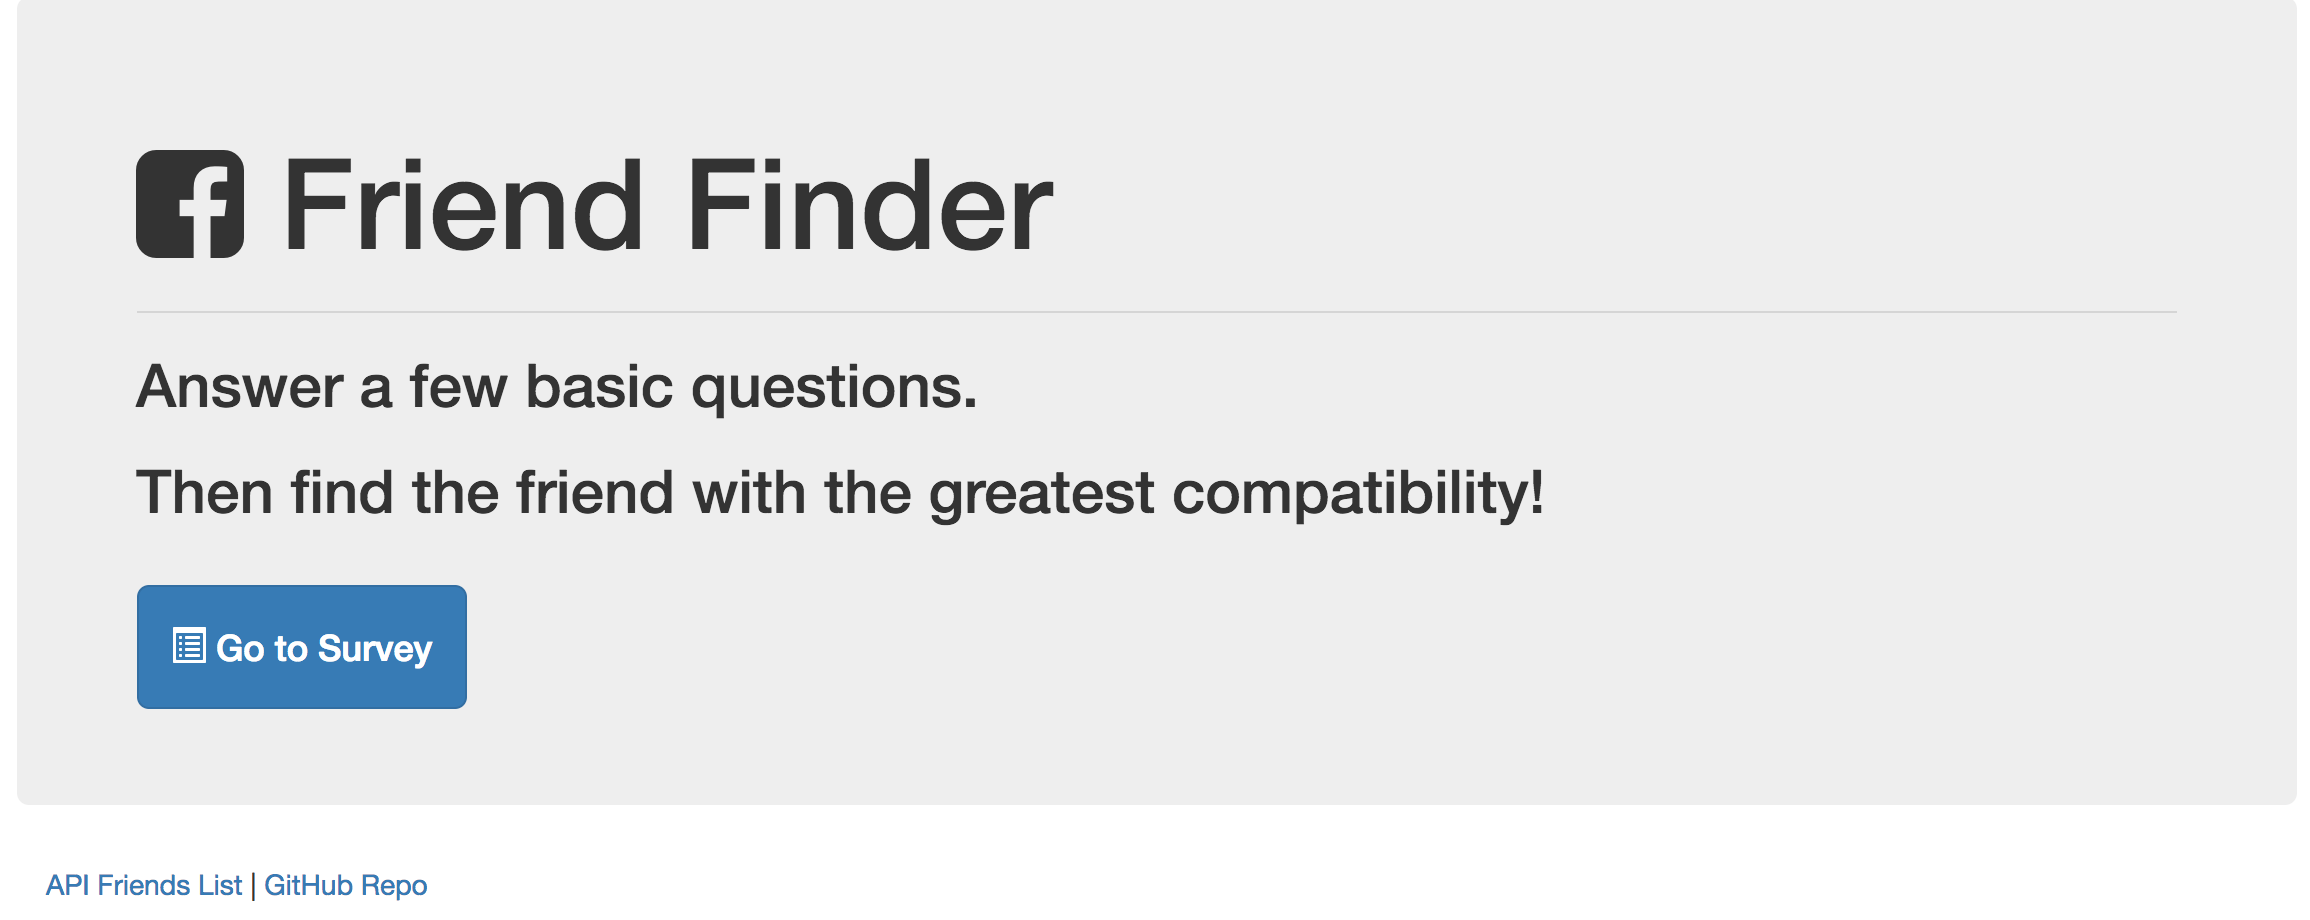 Friend Finder
Answer a few basic questions.
Then find the friend with the greatest compatibility!
Go to Survey
API Friends List | GitHub Repo